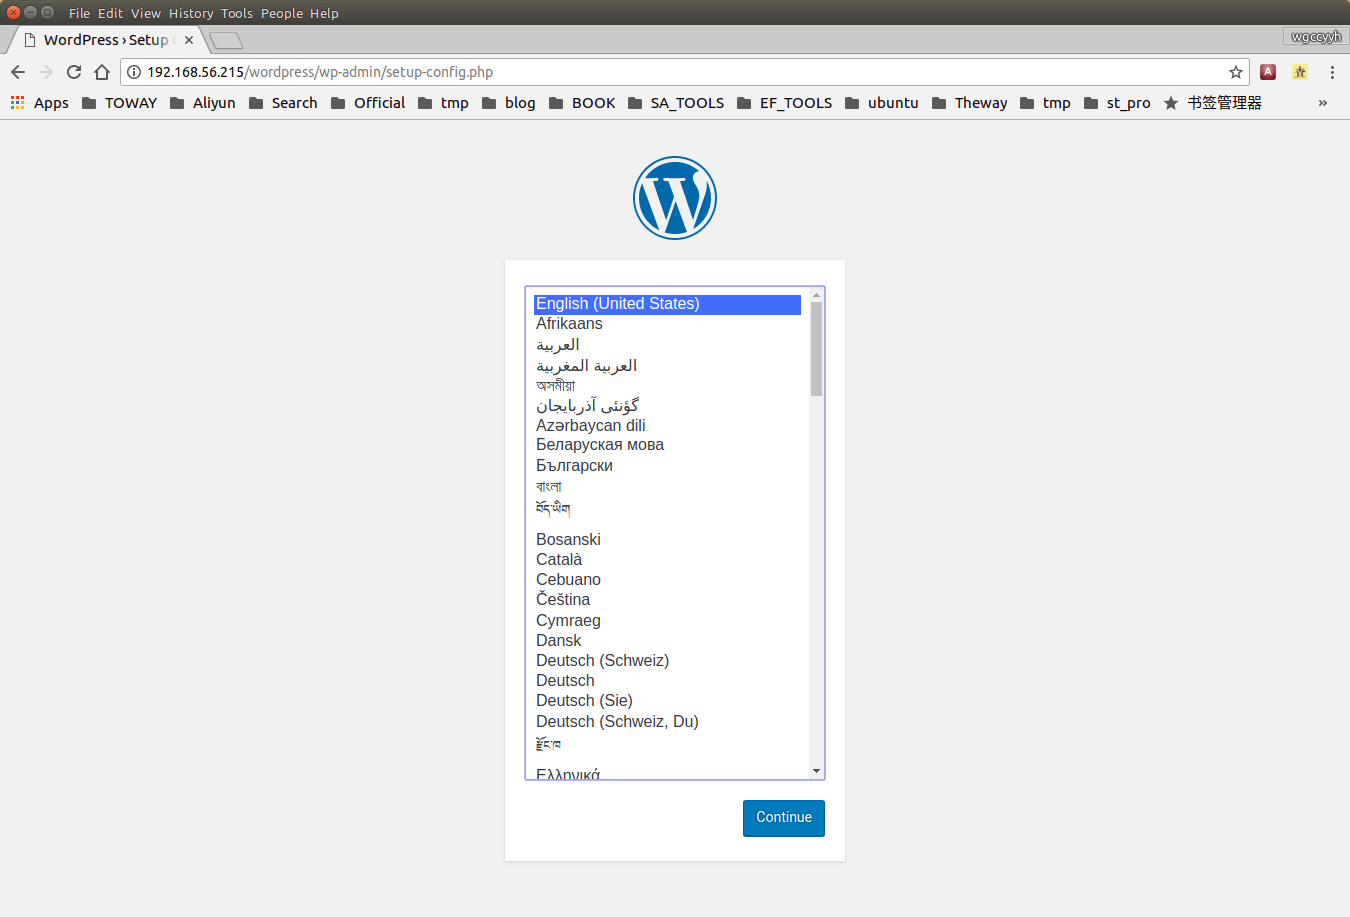 File Edit View History Tools People Help
WordPress › Setup
wgccyyh
192.168.56.215/wordpress/wp-admin/setup-config.php
Apps TOWAY Aliyun Search Official tmp blog BOOK SA_TOOLS EF_TOOLS ubuntu Theway tmp st_pro 书签管理器 »
English (United States)
Afrikaans
العربية
العربية المغربية
অসমীয়া
گؤنئی آذربایجان
Azərbaycan dili
Беларуская мова
Български
বাংলা
བོད་ཡིག
Bosanski
Català
Cebuano
Čeština
Cymraeg
Dansk
Deutsch (Schweiz)
Deutsch
Deutsch (Sie)
Deutsch (Schweiz, Du)
རྫོང་ཁ
Ελληνικά
Continue